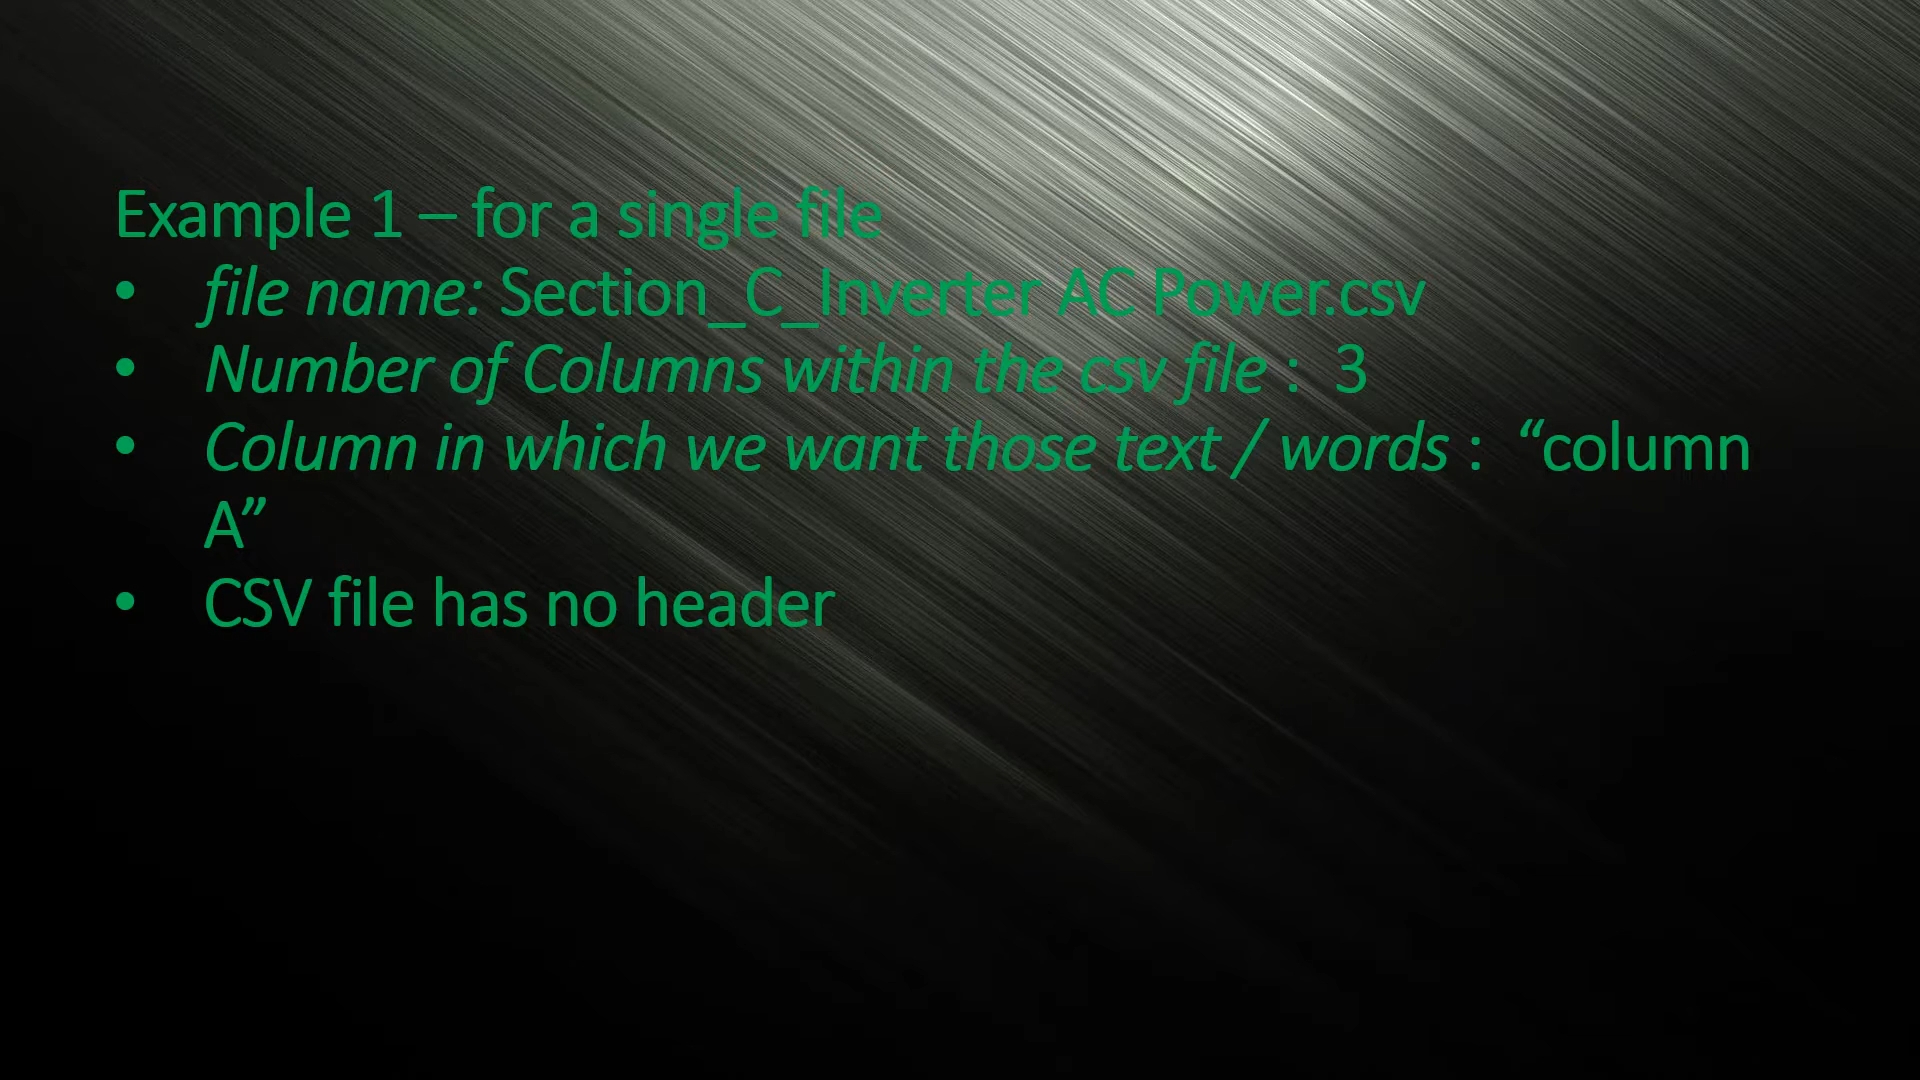 Example 1 – for a single file
• file name: Section_C_Inverter AC Power.csv
• Number of Columns within the csv file : 3
• Column in which we want those text / words : “column
A”
• CSV file has no header